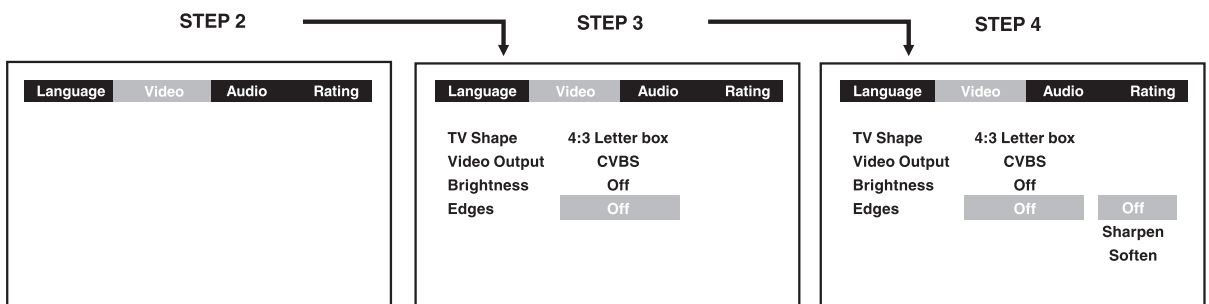 STEP 2
STEP 3
STEP 4
Language Video Audio Rating
Language Video Audio Rating
TV Shape 4:3 Letter box
Video Output CVBS
Brightness Off
Edges Off
Language Video Audio Rating
TV Shape 4:3 Letter box
Video Output CVBS
Brightness Off
Edges Off Off
Sharpen
Soften